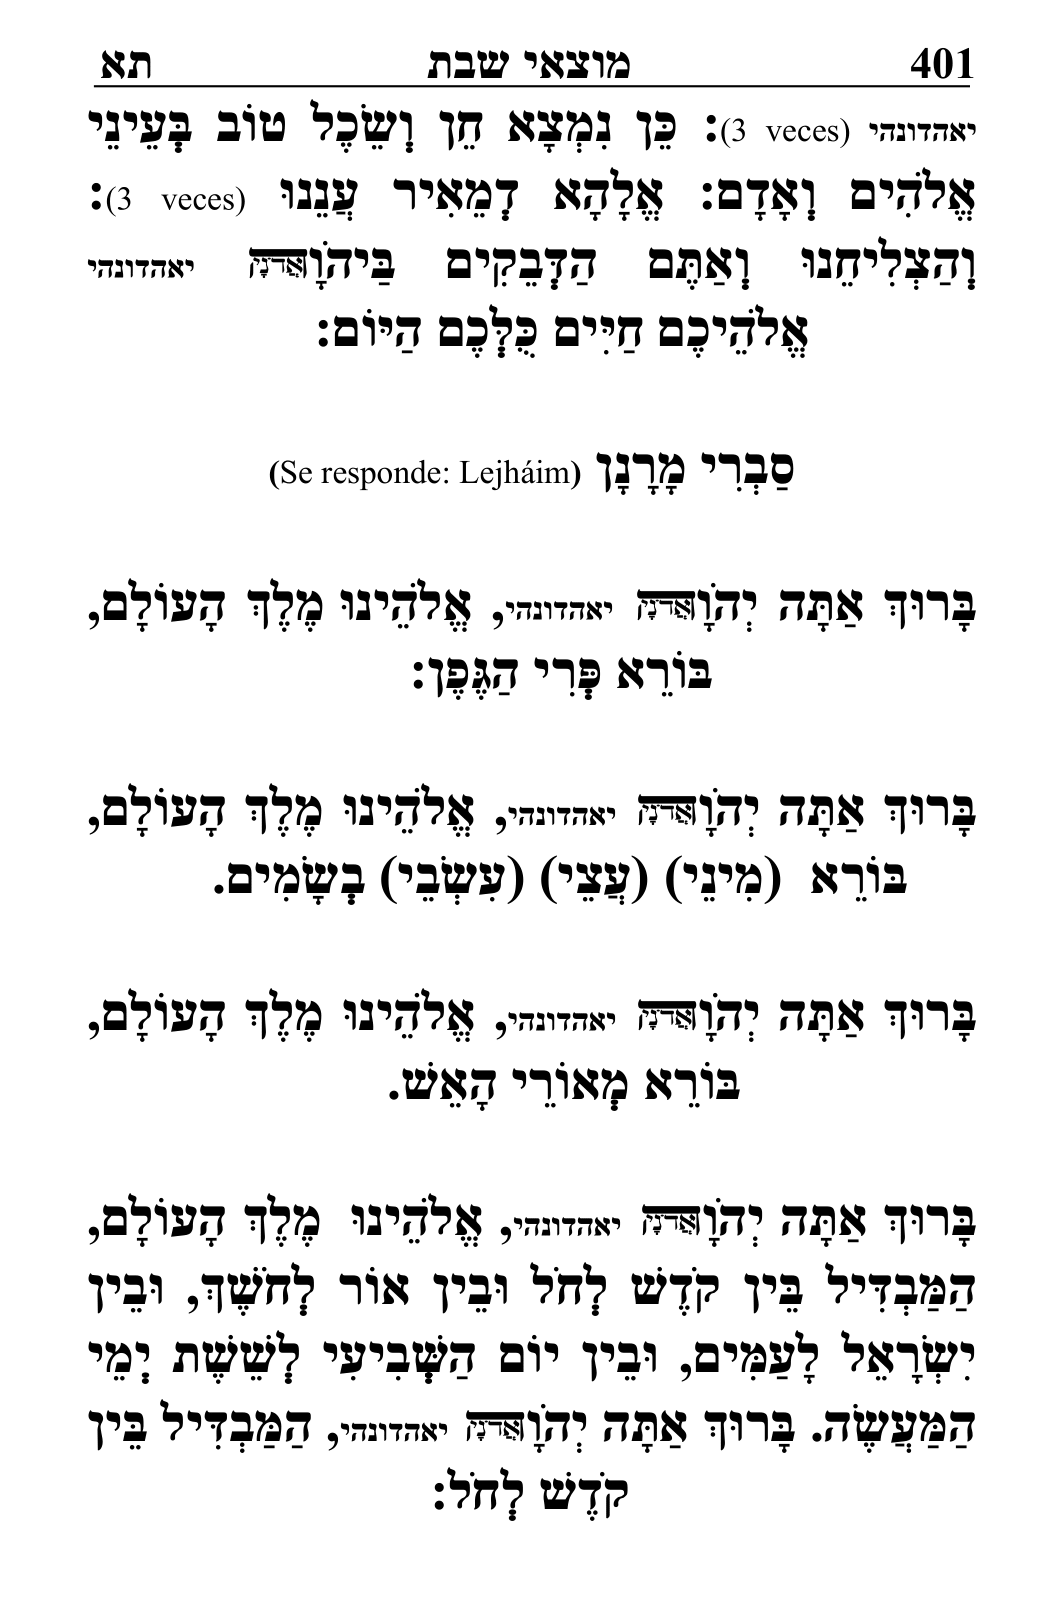 401 מוצאי שבת תא
יאהדונהי (3 veces): כֵּן נִמְצָא חֵן וְשֵׂכֶל טוֹב בְּעֵינֵי
אֱלֹהִים וְאָדָם: אֱלָהָא דְמֵאִיר עֲנֵנוּ (3 veces):
וְהַצְלִיחֵנוּ וְאַתֶּם הַדְּבֵקִים בַּיהֹוָה אֲדֹנָי יאהדונהי
אֱלֹהֵיכֶם חַיִּים כֻּלְּכֶם הַיּוֹם:
סַבְרִי מָרָנָן (Se responde: Lejháim)
בָּרוּךְ אַתָּה יְהֹוָה אֲדֹנָי יאהדונהי, אֱלֹהֵינוּ מֶלֶךְ הָעוֹלָם,
בּוֹרֵא פְּרִי הַגֶּפֶן:
בָּרוּךְ אַתָּה יְהֹוָה אֲדֹנָי יאהדונהי, אֱלֹהֵינוּ מֶלֶךְ הָעוֹלָם,
בּוֹרֵא (מִינֵי) (עֲצֵי) (עִשְׂבֵי) בְשָׂמִים.
בָּרוּךְ אַתָּה יְהֹוָה אֲדֹנָי יאהדונהי, אֱלֹהֵינוּ מֶלֶךְ הָעוֹלָם,
בּוֹרֵא מְאוֹרֵי הָאֵשׁ.
בָּרוּךְ אַתָּה יְהֹוָה אֲדֹנָי יאהדונהי, אֱלֹהֵינוּ מֶלֶךְ הָעוֹלָם,
הַמַּבְדִּיל בֵּין קֹדֶשׁ לְחֹל וּבֵין אוֹר לְחֹשֶׁךְ, וּבֵין
יִשְׂרָאֵל לָעַמִּים, וּבֵין יוֹם הַשְּׁבִיעִי לְשֵׁשֶׁת יְמֵי
הַמַּעֲשֶׂה. בָּרוּךְ אַתָּה יְהֹוָה אֲדֹנָי יאהדונהי, הַמַּבְדִּיל בֵּין
קֹדֶשׁ לְחֹל: